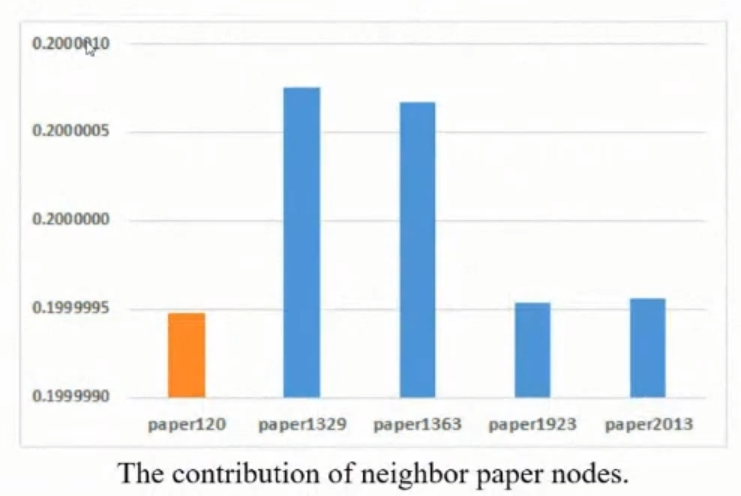 0.2000010
0.2000005
0.2000000
0.1999995
0.1999990
paper120 paper1329 paper1363 paper1923 paper2013
The contribution of neighbor paper nodes.